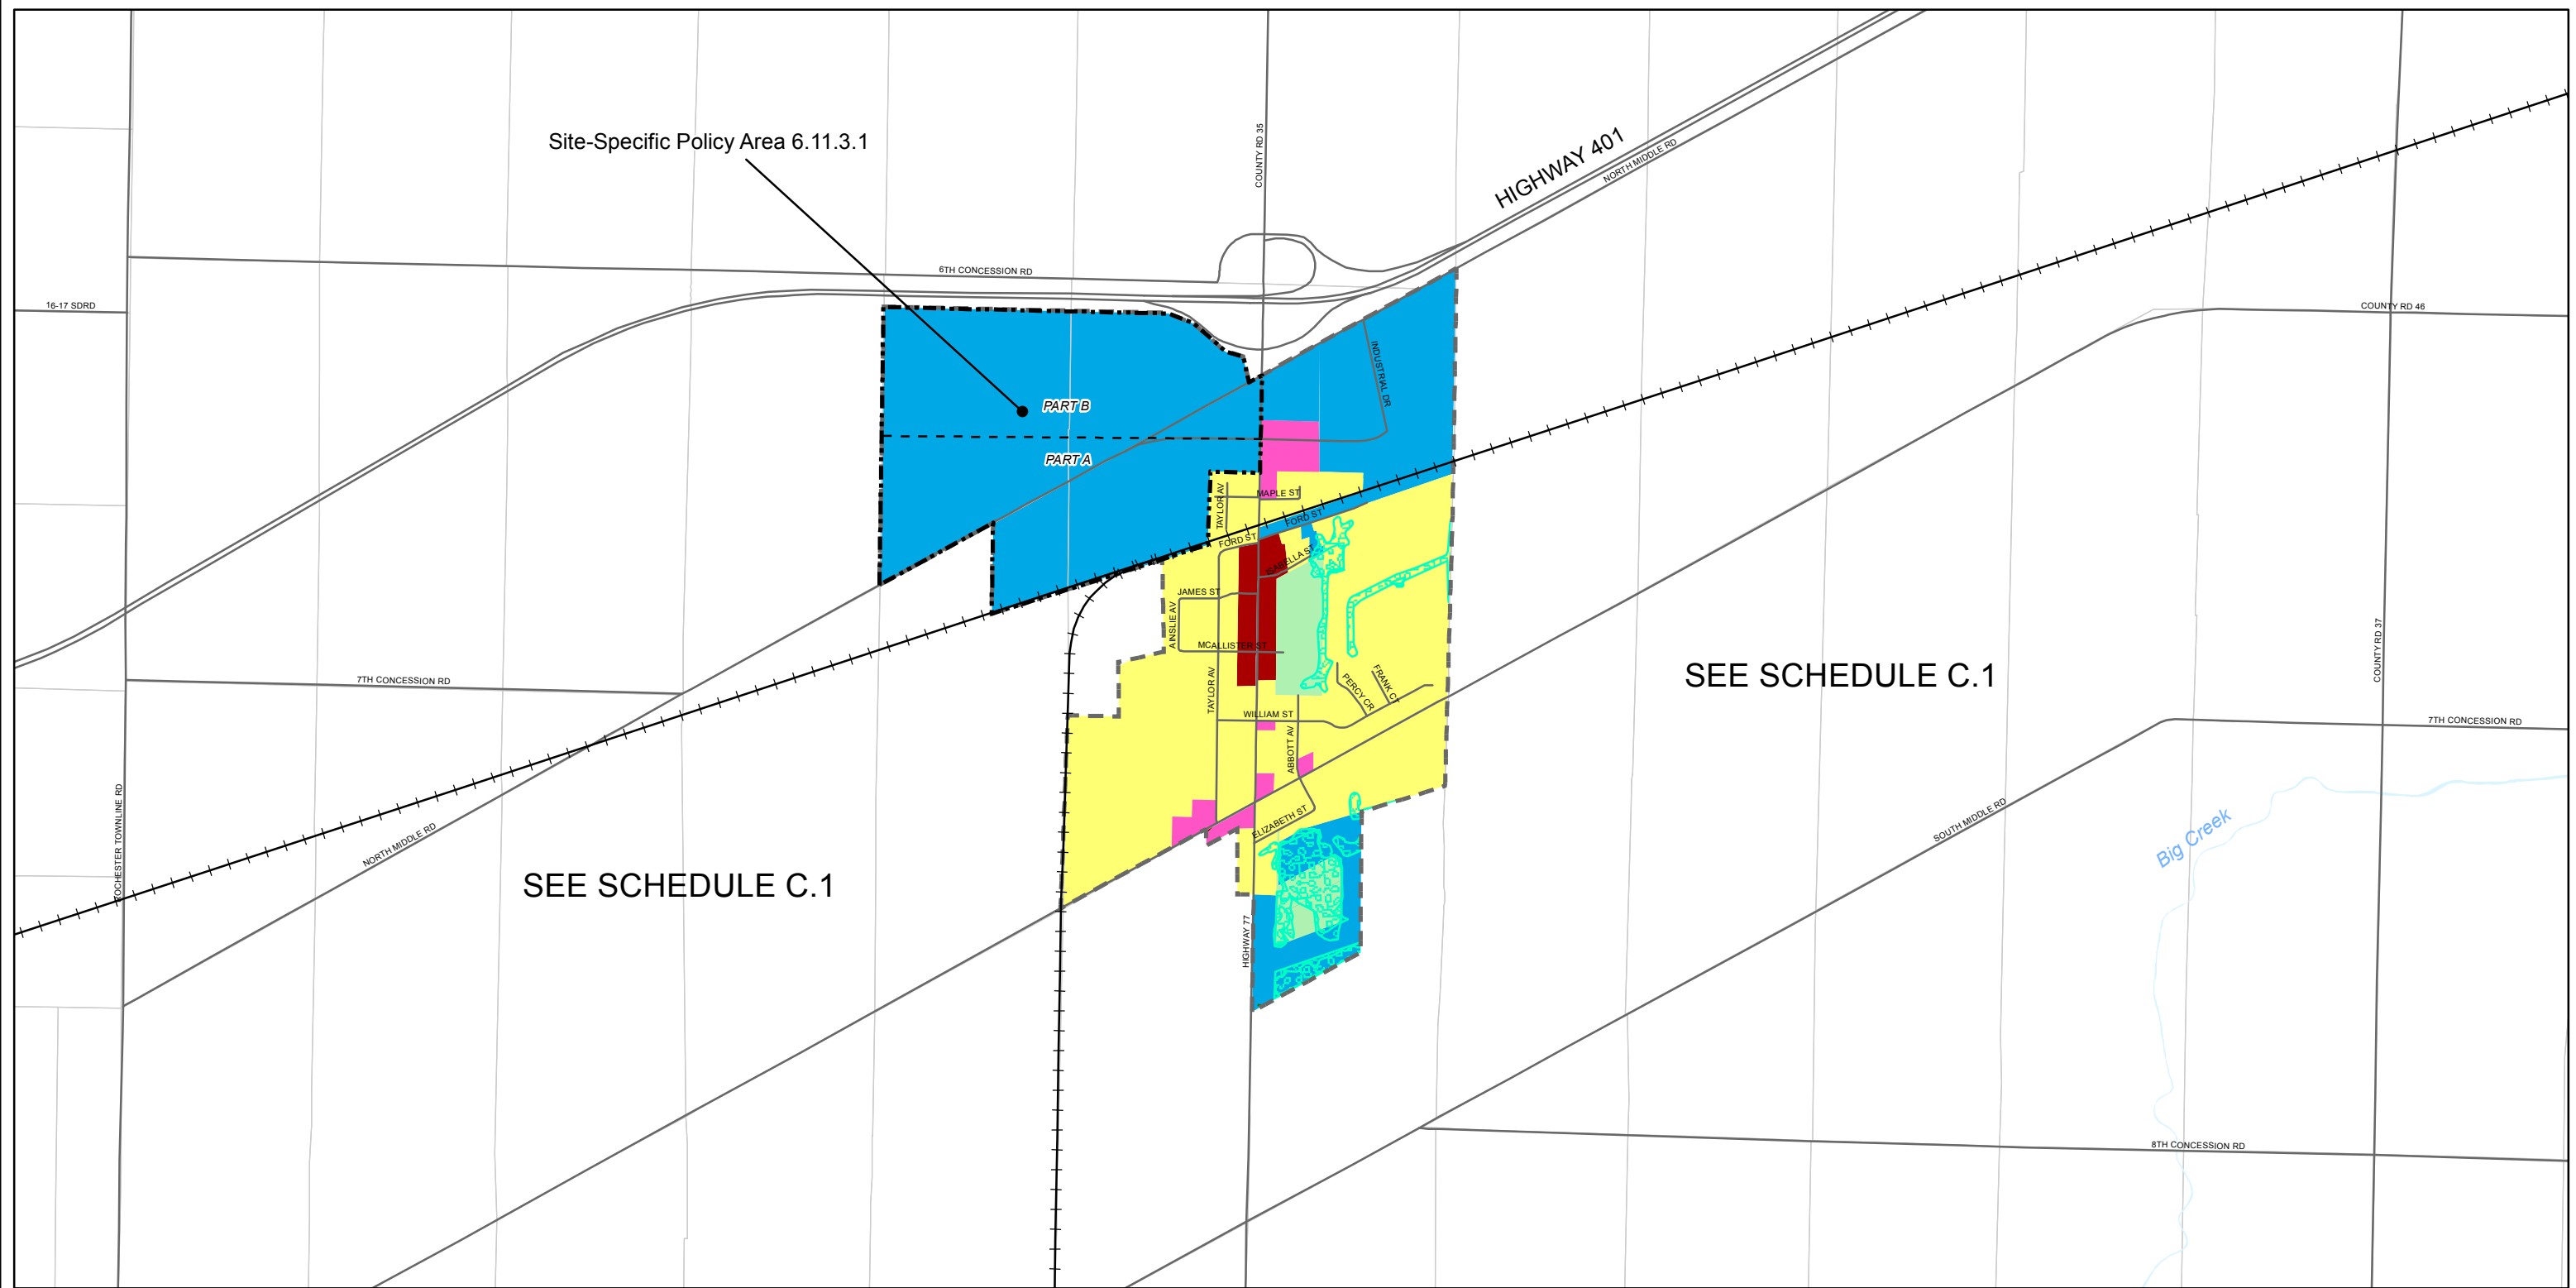 COUNTY RD 35
HIGHWAY 401
NORTH MIDDLE RD
Site-Specific Policy Area 6.11.3.1
6TH CONCESSION RD
16-17 SDRD
COUNTY RD 46
INDUSTRIAL DR
PART B
PART A
TAYLOR AV
MAPLE ST
FORD ST
FORD ST
ISABELLA ST
JAMES ST
AINSLIE AV
MCALLISTER ST
COUNTY RD 37
SEE SCHEDULE C.1
7TH CONCESSION RD
TAYLOR AV
PERCY CR
FRANK CT
WILLIAM ST
7TH CONCESSION RD
ABBOTT AV
ELIZABETH ST
NORTH MIDDLE RD
SOUTH MIDDLE RD
Big Creek
SEE SCHEDULE C.1
TOWNLINE RD
HIGHWAY 77
8TH CONCESSION RD